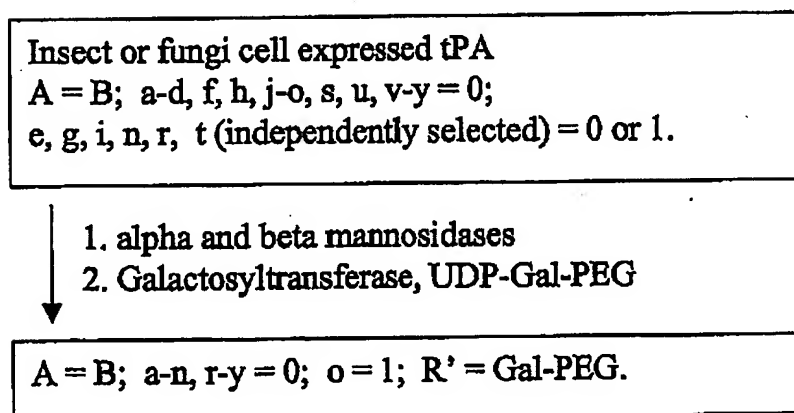 Insect or fungi cell expressed tPA
A = B; a-d, f, h, j-o, s, u, v-y = 0;
e, g, i, n, r, t (independently selected) = 0 or 1.
1. alpha and beta mannosidases
2. Galactosyltransferase, UDP-Gal-PEG
A = B; a-n, r-y = 0; o = 1; R' = Gal-PEG.